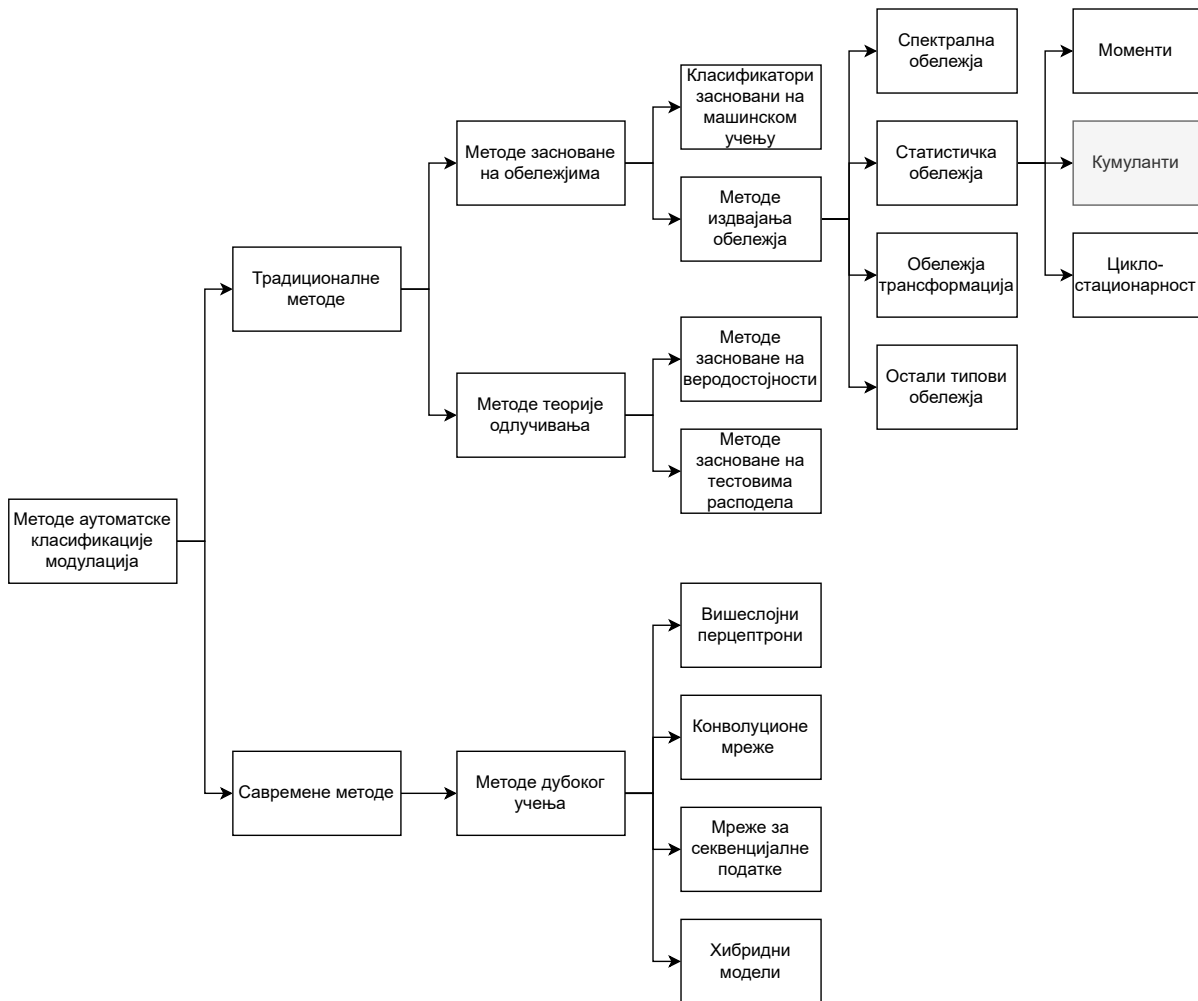 Методе аутоматске
класификације
модулација
Традиционалне
методе
Методе засноване
на обележјима
Класификатори
засновани на
машинском
учењу
Методе
издвајања
обележја
Спектрална
обележја
Статистичка
обележја
Моменти
Кумуланти
Цикло-
стационарност
Обележја
трансформација
Остали типови
обележја
Методе теорије
одлучивања
Методе
засноване на
веродостојности
Методе
засноване на
тестовима
расподела
Савремене методе
Методе дубоког
учења
Вишеслојни
перцептрони
Конволуционе
мреже
Мреже за
секвенцијалне
податке
Хибридни
модели